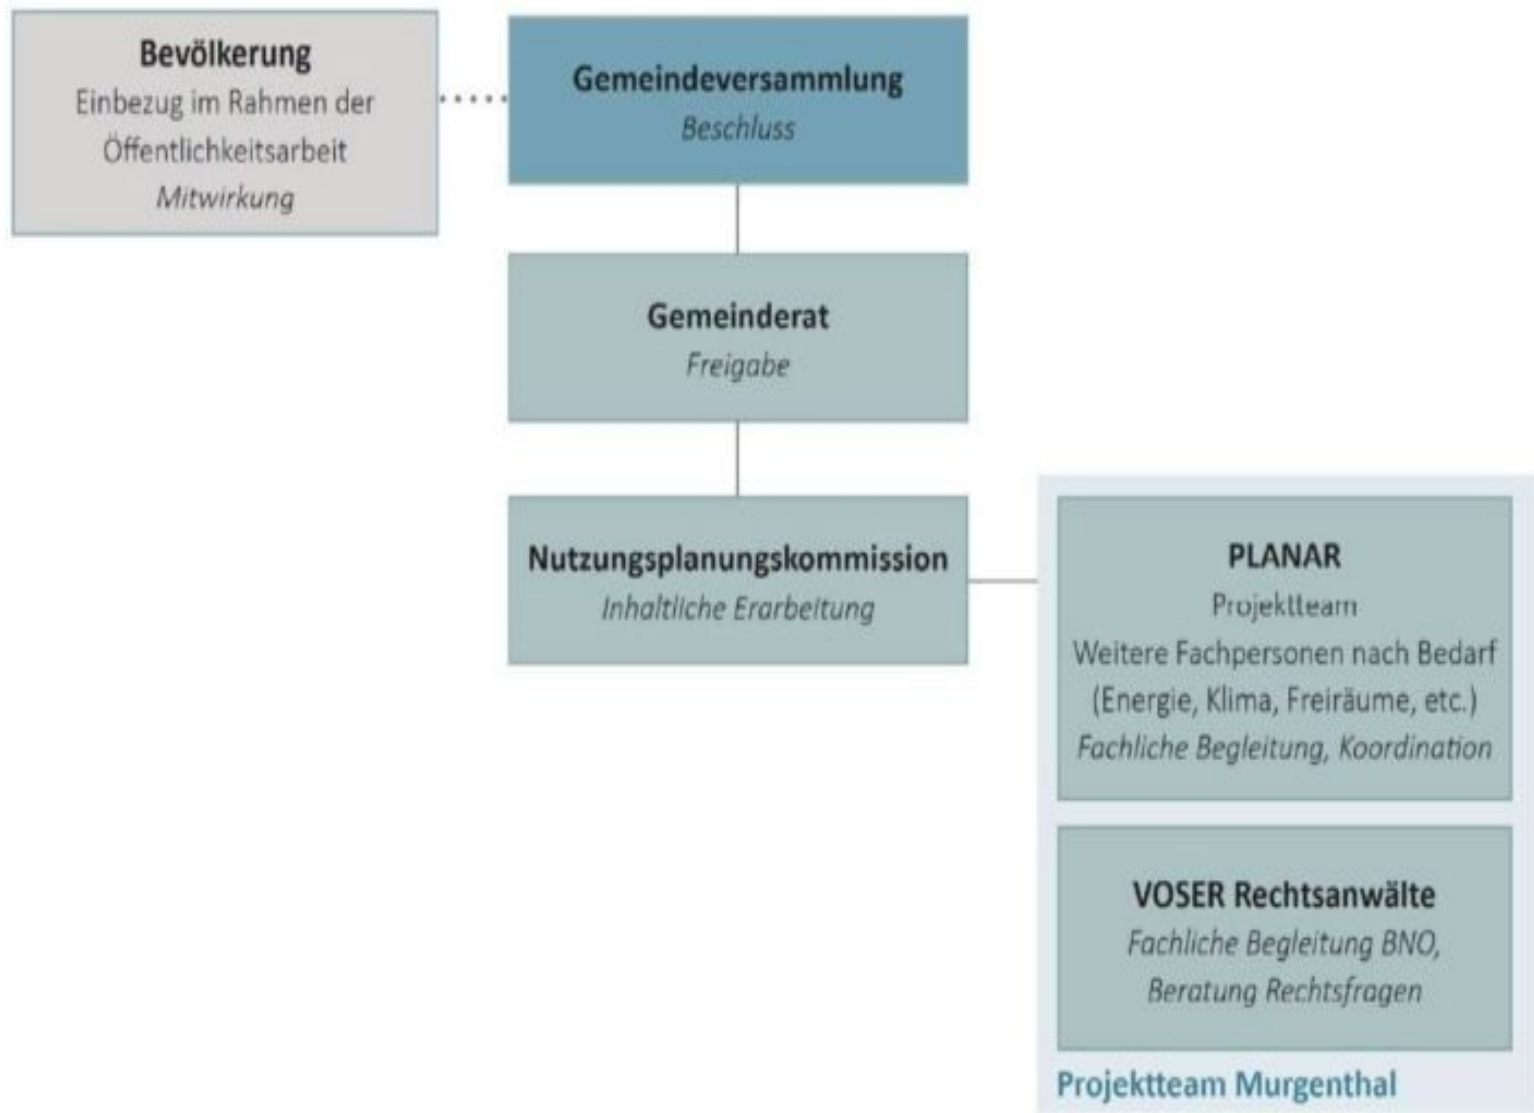 Bevölkerung
Einbezug im Rahmen der
Öffentlichkeitsarbeit
Mitwirkung
Gemeindeversammlung
Beschluss
Gemeinderat
Freigabe
Nutzungsplanungskommission
Inhaltliche Erarbeitung
PLANAR
Projektteam
Weitere Fachpersonen nach Bedarf
(Energie, Klima, Freiräume, etc.)
Fachliche Begleitung, Koordination
VOSER Rechtsanwälte
Fachliche Begleitung BNO,
Beratung Rechtsfragen
Projektteam Murgenthal